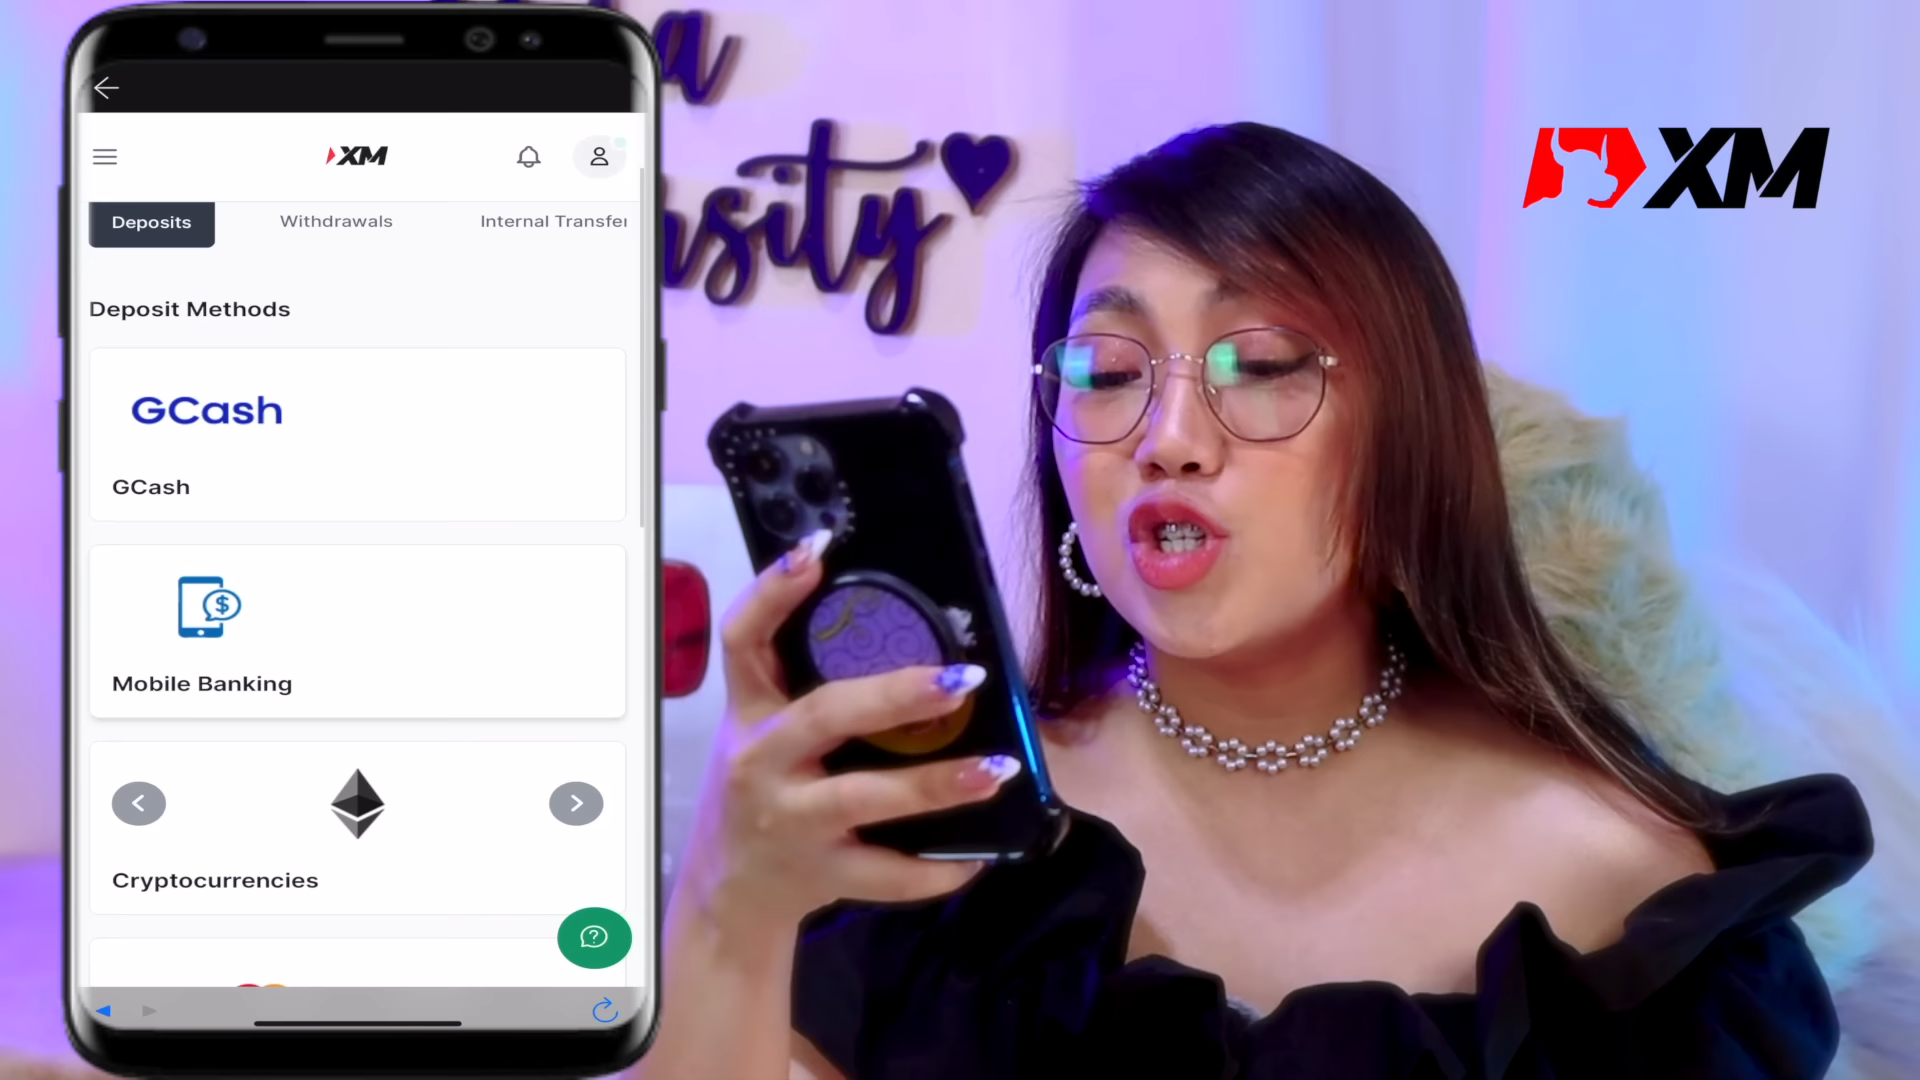 XM
Deposits
Withdrawals
Internal Transfer
Deposit Methods
GCash
GCash
Mobile Banking
Cryptocurrencies
XM